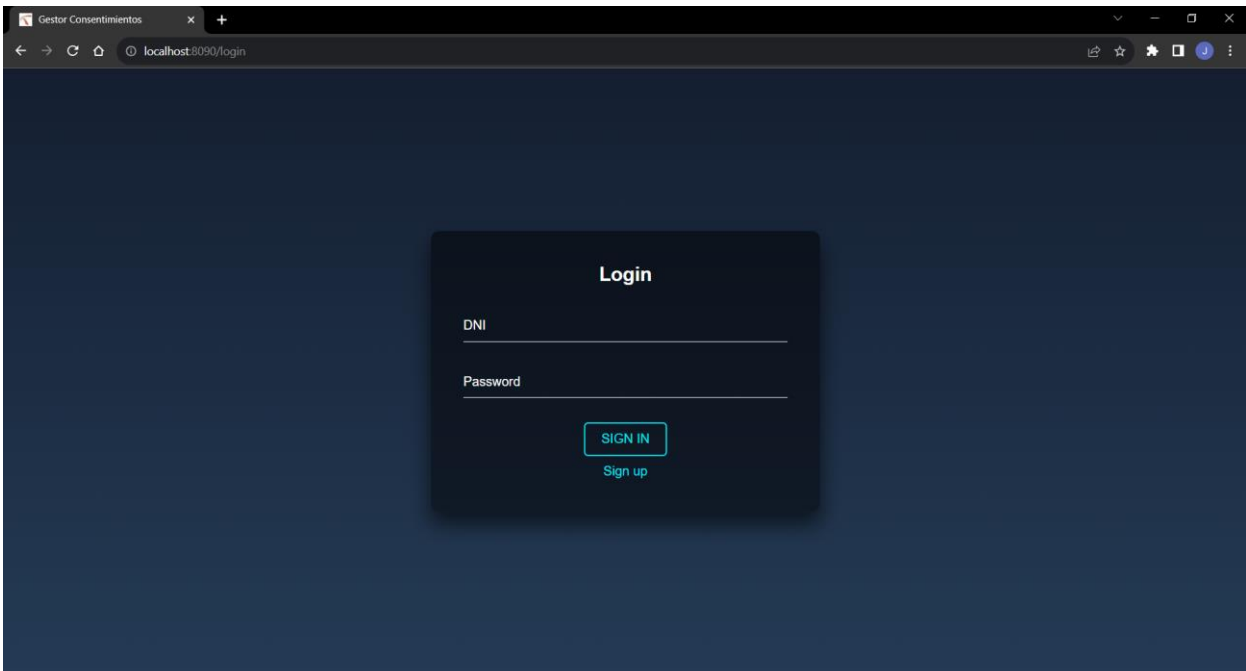 Gestor Consentimientos
localhost:8090/login
J
Login
DNI
Password
SIGN IN
Sign up